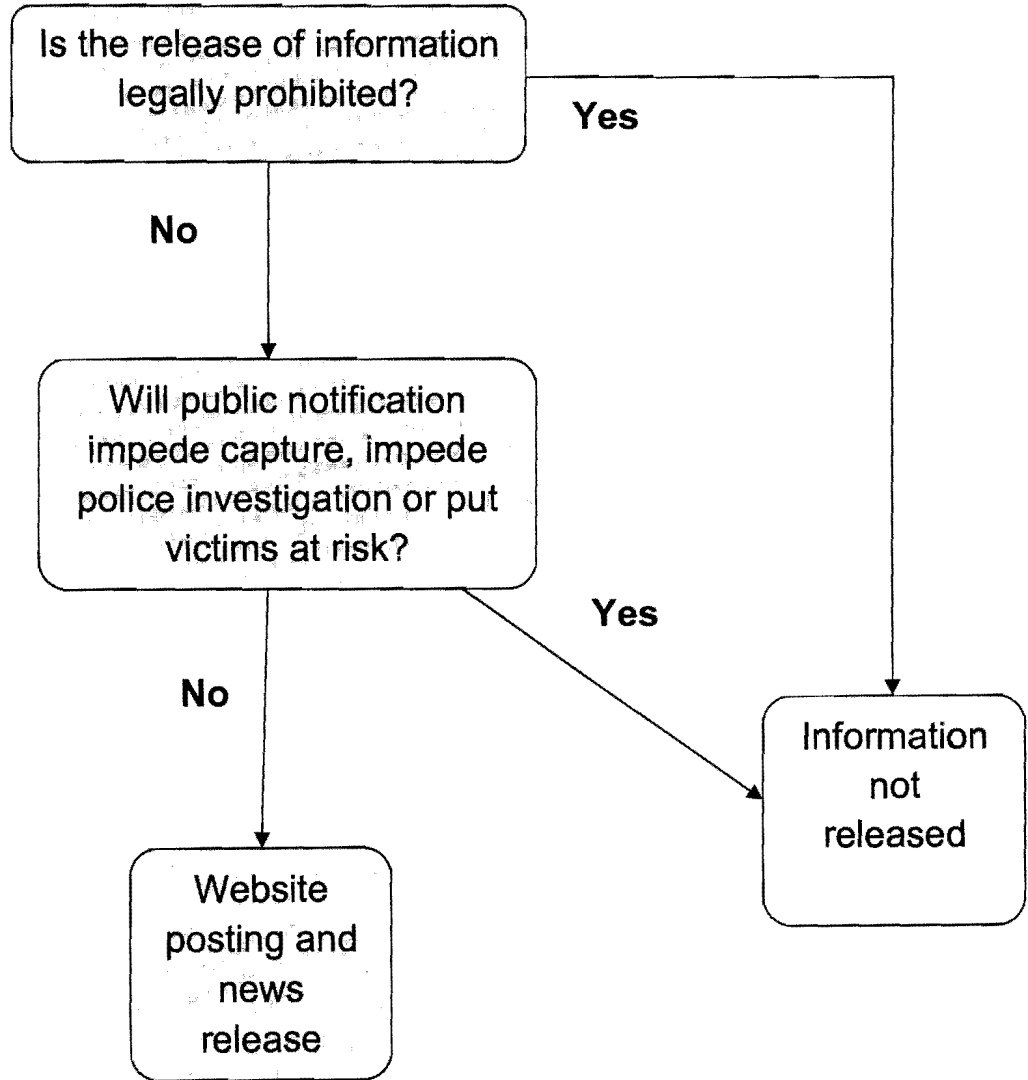 Is the release of information
legally prohibited?
Yes
No
Will public notification
impede capture, impede
police investigation or put
victims at risk?
Yes
No
Information
not
released
Website
posting and
news
release